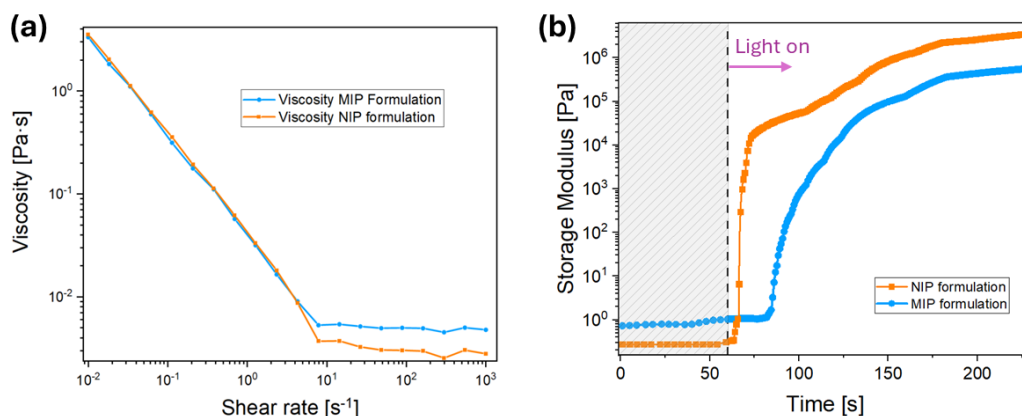 (a)
Viscosity [Pa·s]
10⁰
10⁻¹
10⁻²
Viscosity MIP Formulation
Viscosity NIP formulation
10⁻² 10⁻¹ 10⁰ 10¹ 10² 10³
Shear rate [s⁻¹]
(b)
Light on
Storage Modulus [Pa]
10⁶
10⁵
10⁴
10³
10²
10¹
10⁰
NIP formulation
MIP formulation
0 50 100 150 200
Time [s]